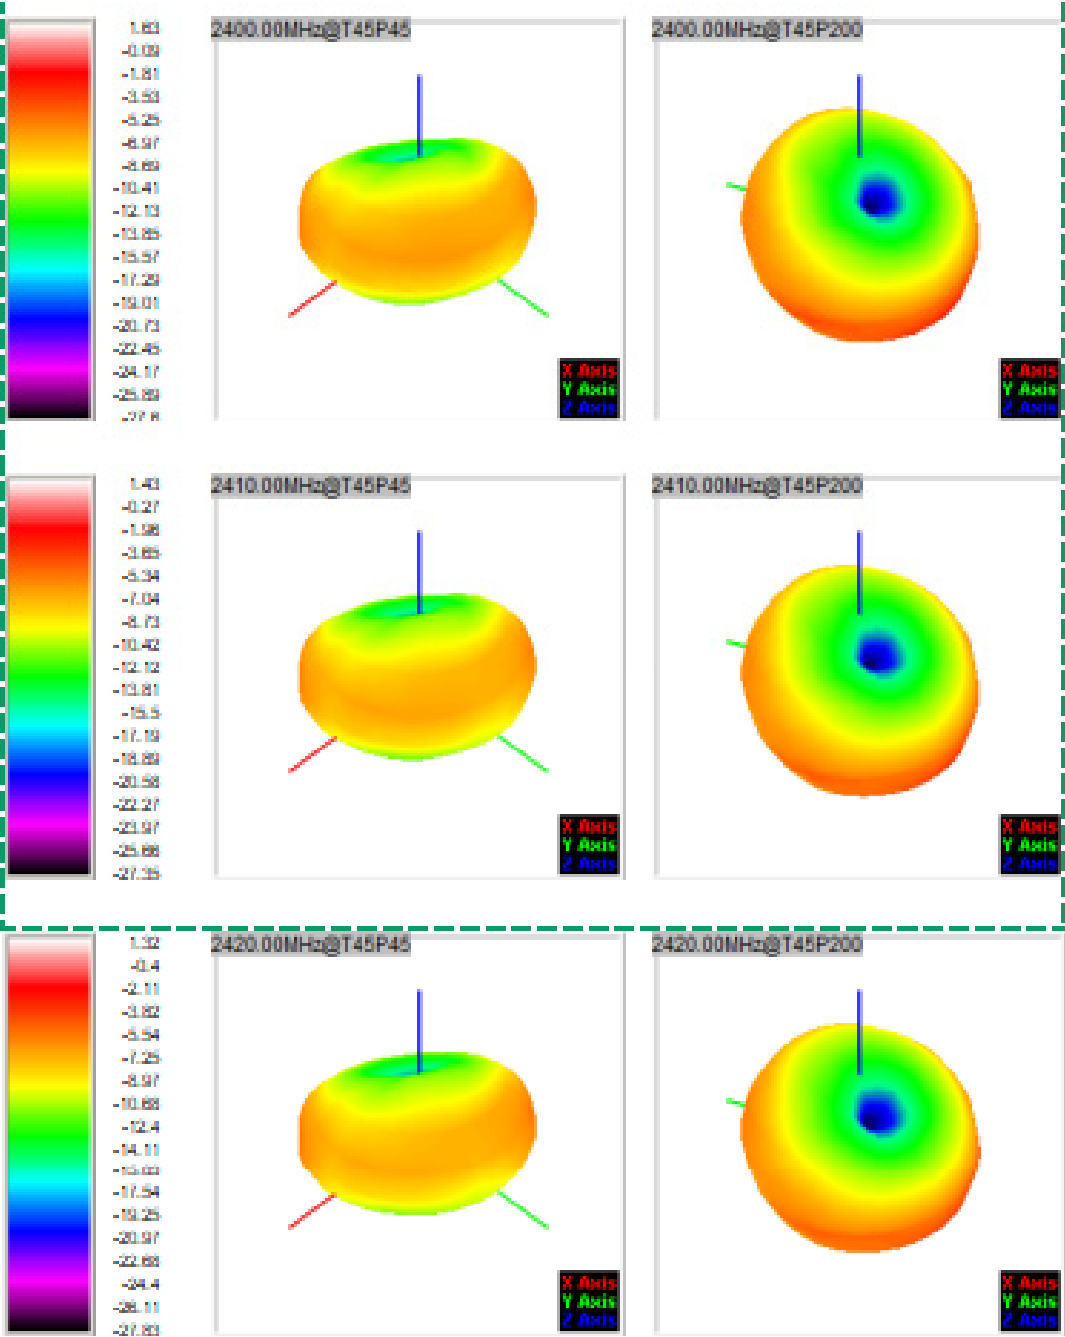 1.63
-0.09
-1.81
-3.53
-5.25
-6.97
-8.69
-10.41
-12.13
-13.85
-15.57
-17.29
-19.01
-20.73
-22.45
-24.17
-25.89
-27.6
2400.00MHz@T45P45
X Axis
Y Axis
Z Axis
2400.00MHz@T45P200
X Axis
Y Axis
Z Axis
1.43
-0.27
-1.96
-3.65
-5.34
-7.04
-8.73
-10.42
-12.12
-13.81
-15.5
-17.19
-18.89
-20.58
-22.27
-23.97
-25.66
-27.35
2410.00MHz@T45P45
X Axis
Y Axis
Z Axis
2410.00MHz@T45P200
X Axis
Y Axis
Z Axis
1.32
-0.4
-2.11
-3.82
-5.54
-7.25
-8.97
-10.68
-12.4
-14.11
-15.83
-17.54
-19.25
-20.97
-22.68
-24.4
-26.11
-27.83
2420.00MHz@T45P45
X Axis
Y Axis
Z Axis
2420.00MHz@T45P200
X Axis
Y Axis
Z Axis